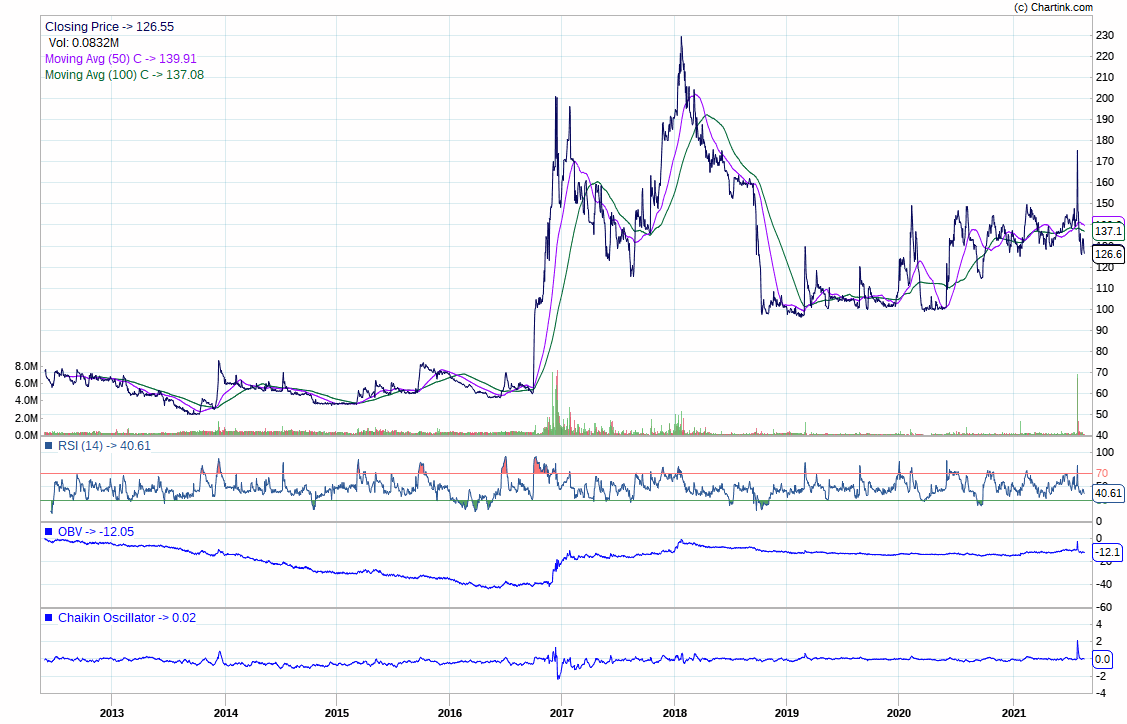 (c) Chartink.com
Closing Price -> 126.55
Vol: 0.0832M
Moving Avg (50) C -> 139.91
Moving Avg (100) C -> 137.08
230
220
210
200
190
180
170
160
150
137.1
126.6
120
110
100
90
80
70
60
50
40
8.0M
6.0M
4.0M
2.0M
0.0M
RSI (14) -> 40.61
100
70
40.61
0
OBV -> -12.05
0
-12.1
-40
-60
Chaikin Oscillator -> 0.02
4
2
0.0
-2
-4
2013 2014 2015 2016 2017 2018 2019 2020 2021